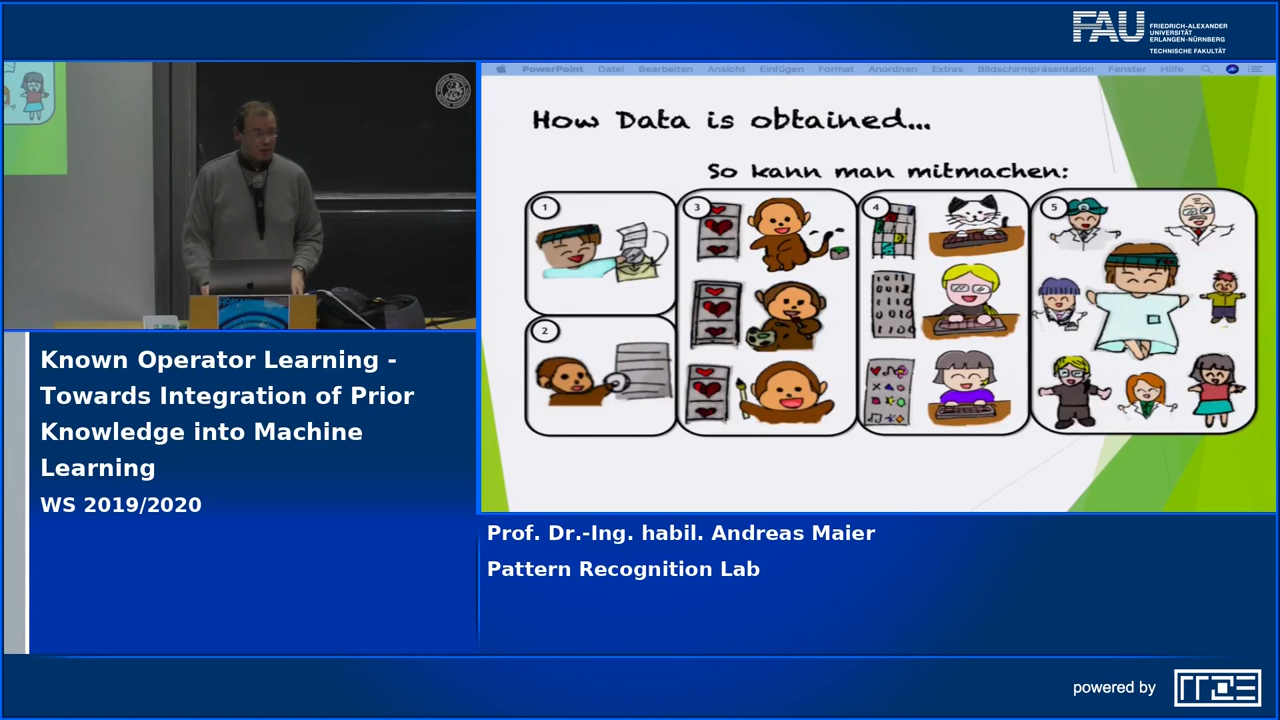 FAU
FRIEDRICH-ALEXANDER
UNIVERSITÄT
ERLANGEN-NÜRNBERG
TECHNISCHE FAKULTÄT
PowerPoint Datei Bearbeiten Ansicht Einfügen Format Anordnen Extras Bildschirmpräsentation Fenster Hilfe
How Data is obtained...
So kann man mitmachen:
1
2
3
4
5
Known Operator Learning -
Towards Integration of Prior
Knowledge into Machine
Learning
WS 2019/2020
Prof. Dr.-Ing. habil. Andreas Maier
Pattern Recognition Lab
powered by